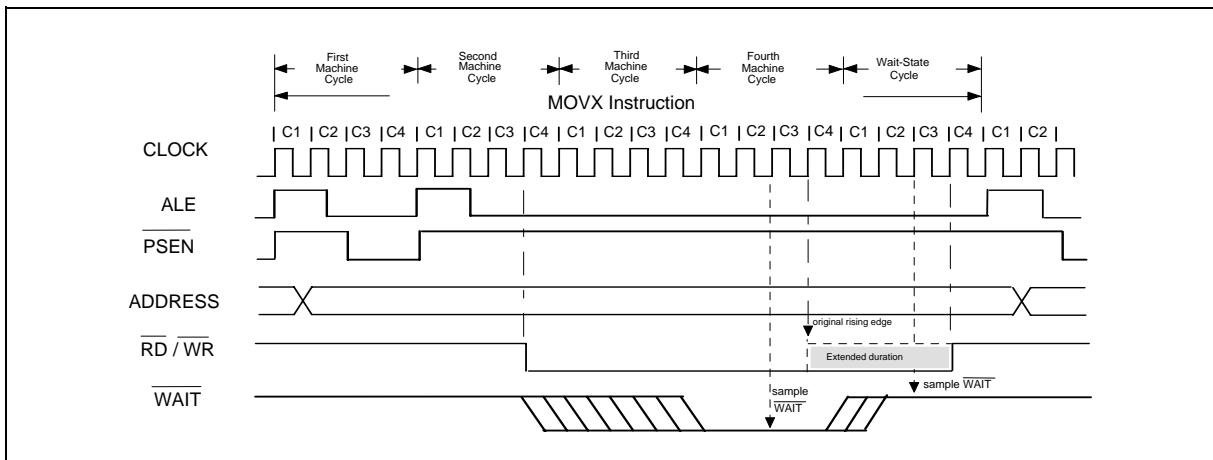 First Machine Cycle
Second Machine Cycle
Third Machine Cycle
Fourth Machine Cycle
Wait-State Cycle
MOVX Instruction
C1 C2 C3 C4 C1 C2 C3 C4 C1 C2 C3 C4 C1 C2 C3 C4 C1 C2 C3 C4 C1 C2
CLOCK
ALE
PSEN
ADDRESS
original rising edge
RD / WR
Extended duration
WAIT
sample WAIT
sample WAIT